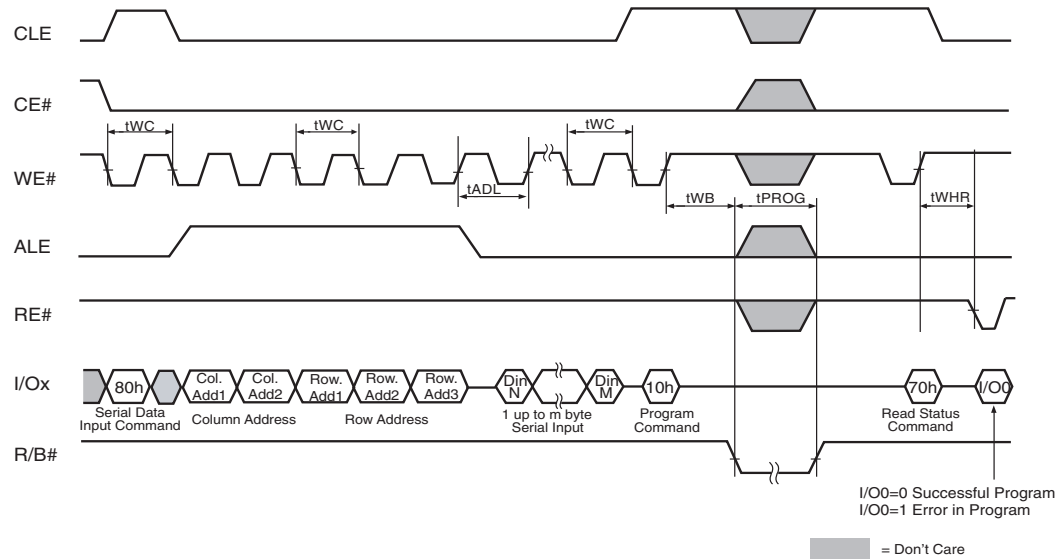 CLE
CE#
tWC
tWC
tWC
WE#
tADL
tWB
tPROG
tWHR
ALE
RE#
I/Ox
80h
Col.
Add1
Col.
Add2
Row.
Add1
Row.
Add2
Row.
Add3
Din
N
Din
M
10h
70h
I/O0
Serial Data
Input Command
Column Address
Row Address
1 up to m byte
Serial Input
Program
Command
Read Status
Command
R/B#
I/O0=0 Successful Program
I/O0=1 Error in Program
= Don't Care